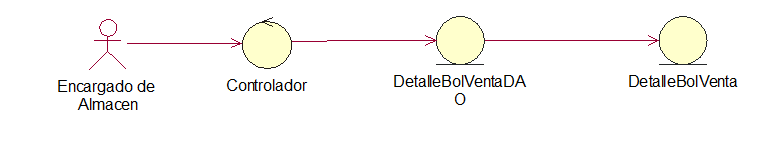 Encargado de
Almacen
Controlador
DetalleBolVentaDA
O
DetalleBolVenta